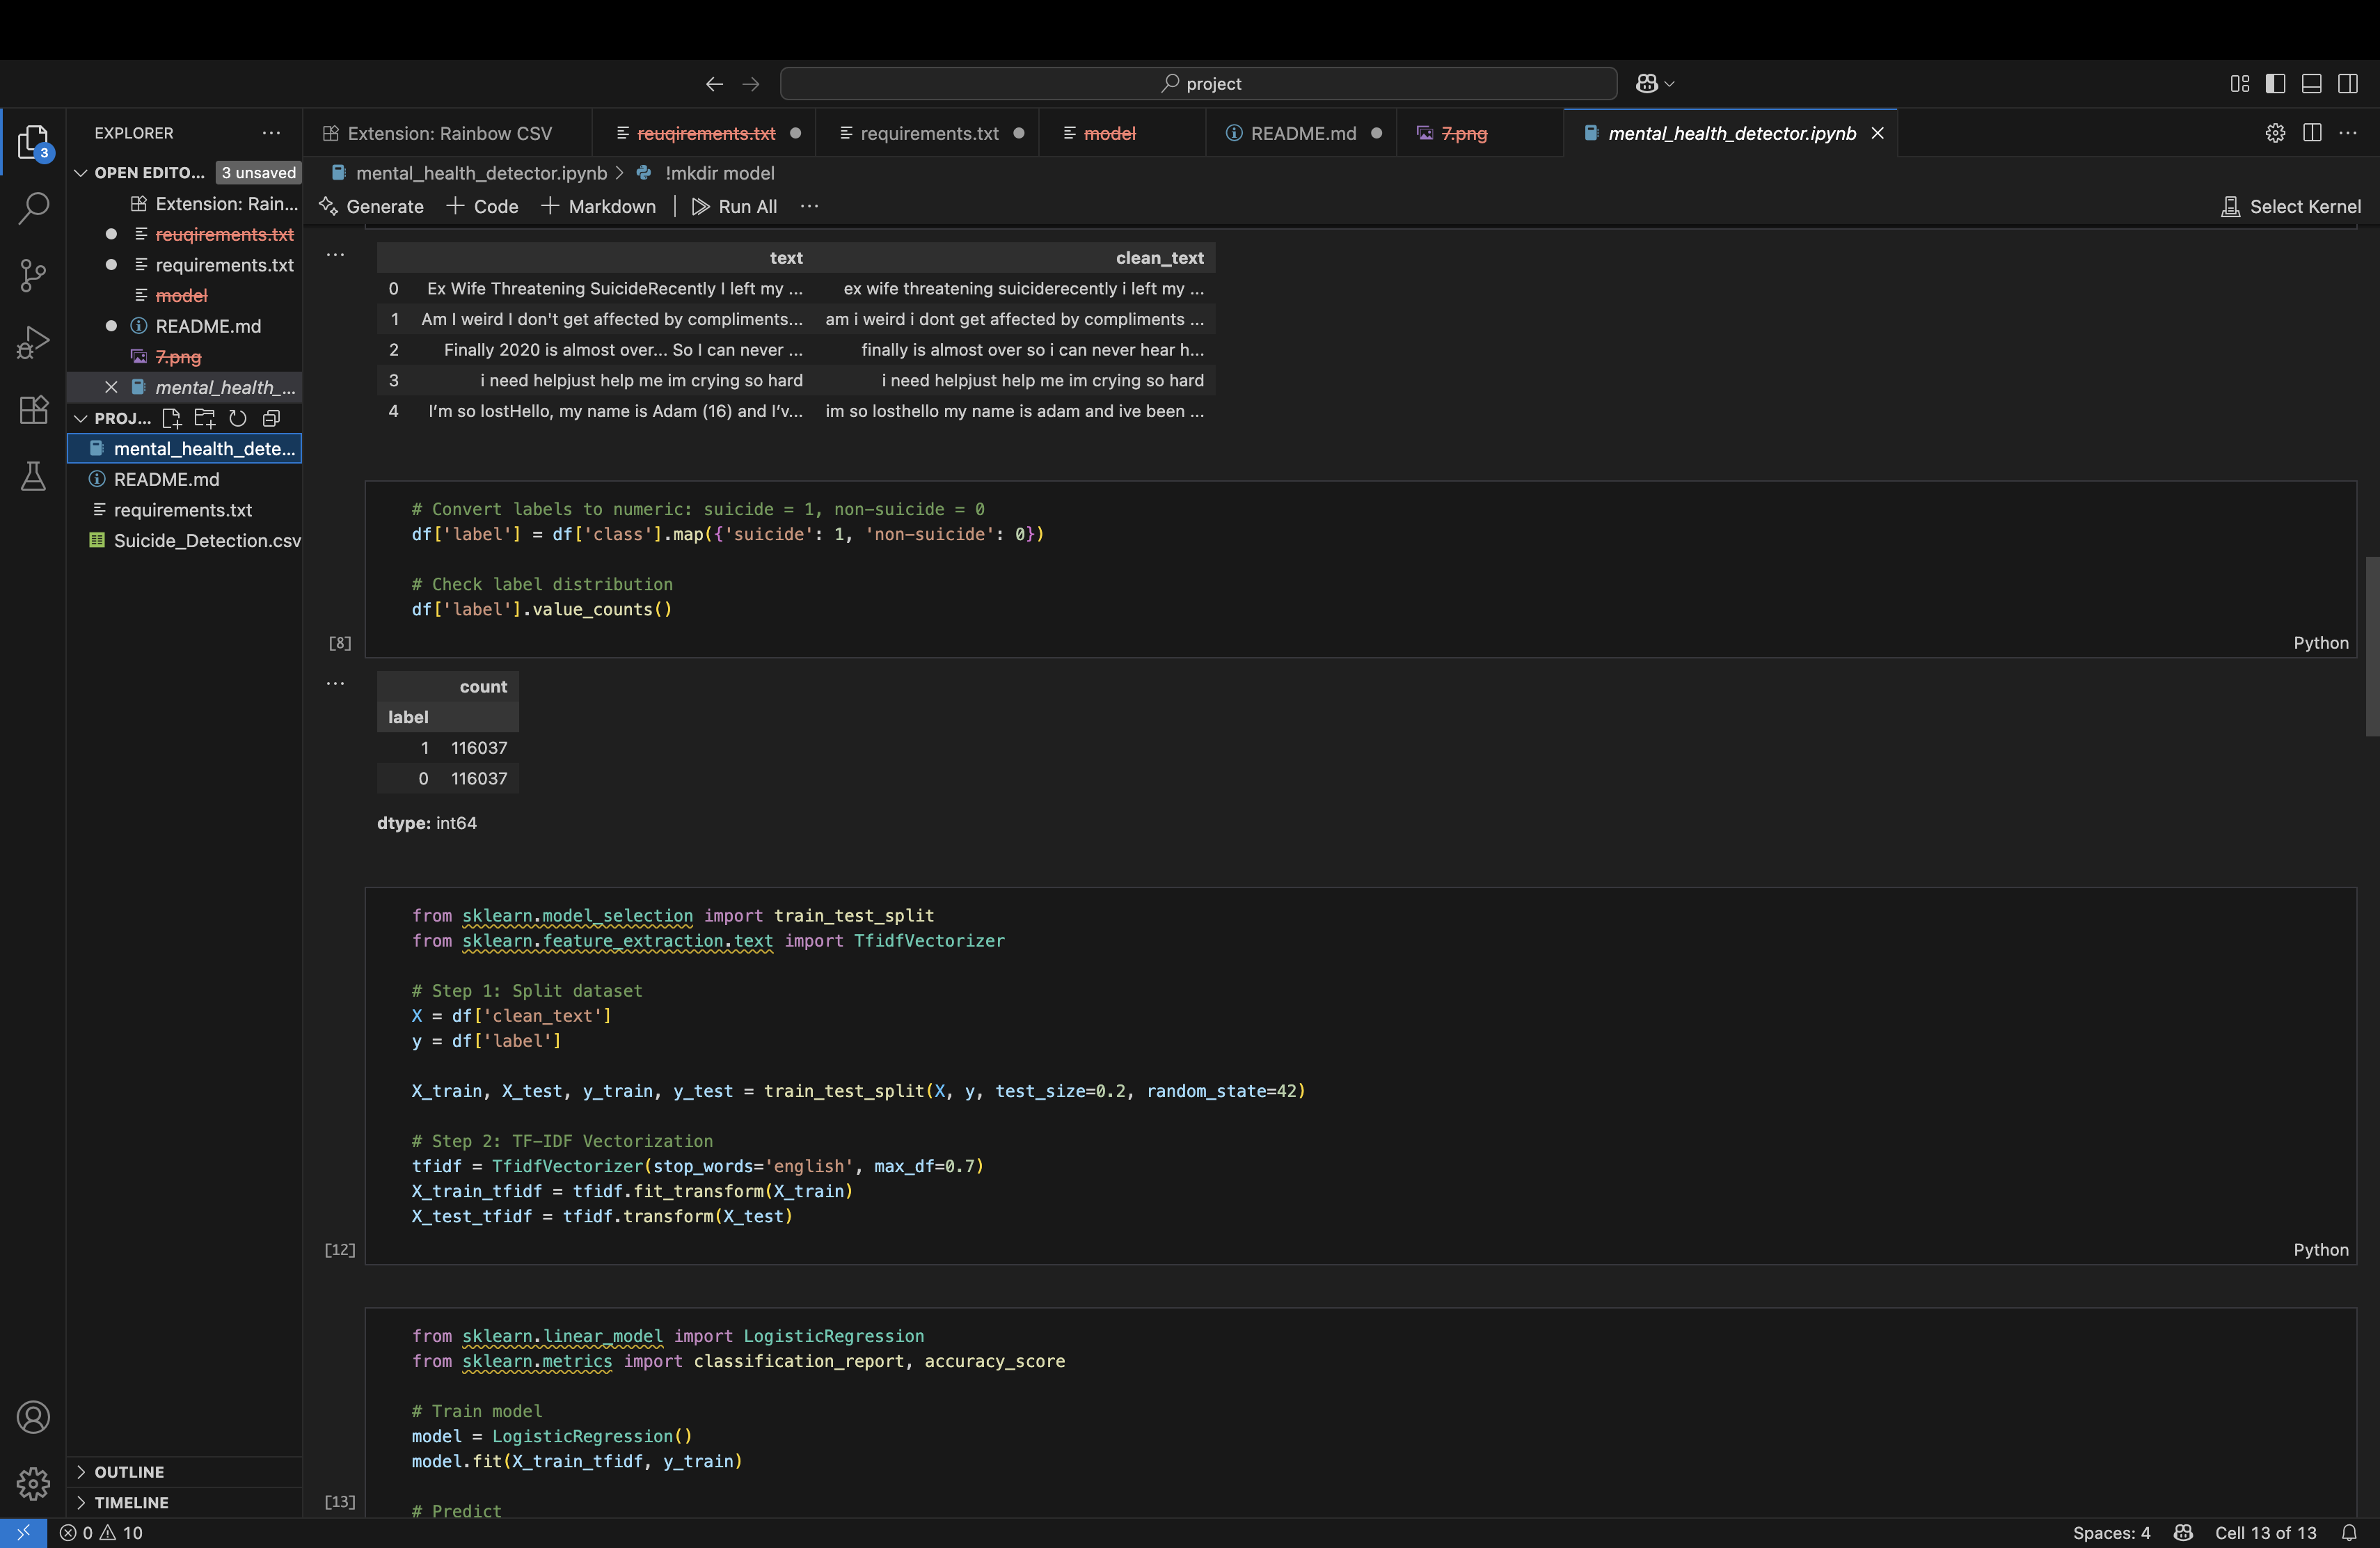 project
EXPLORER
Extension: Rainbow CSV
reuqirements.txt
requirements.txt
model
README.md
7.png
mental_health_detector.ipynb
OPEN EDITO...
3 unsaved
Extension: Rain...
reuqirements.txt
requirements.txt
model
README.md
7.png
mental_health_...
PROJ...
mental_health_dete...
README.md
requirements.txt
Suicide_Detection.csv
OUTLINE
TIMELINE
3
mental_health_detector.ipynb > !mkdir model
Generate + Code + Markdown | Run All ...
Select Kernel
text clean_text
0 Ex Wife Threatening SuicideRecently I left my ... ex wife threatening suiciderecently i left my ...
1 Am I weird I don't get affected by compliments... am i weird i dont get affected by compliments ...
2 Finally 2020 is almost over... So I can never ... finally is almost over so i can never hear h...
3 i need helpjust help me im crying so hard i need helpjust help me im crying so hard
4 I’m so lostHello, my name is Adam (16) and I’v... im so losthello my name is adam and ive been ...
# Convert labels to numeric: suicide = 1, non-suicide = 0
df['label'] = df['class'].map({'suicide': 1, 'non-suicide': 0})
# Check label distribution
df['label'].value_counts()
[8]
Python
count
label
1 116037
0 116037
dtype: int64
from sklearn.model_selection import train_test_split
from sklearn.feature_extraction.text import TfidfVectorizer
# Step 1: Split dataset
X = df['clean_text']
y = df['label']
X_train, X_test, y_train, y_test = train_test_split(X, y, test_size=0.2, random_state=42)
# Step 2: TF-IDF Vectorization
tfidf = TfidfVectorizer(stop_words='english', max_df=0.7)
X_train_tfidf = tfidf.fit_transform(X_train)
X_test_tfidf = tfidf.transform(X_test)
[12]
Python
from sklearn.linear_model import LogisticRegression
from sklearn.metrics import classification_report, accuracy_score
# Train model
model = LogisticRegression()
model.fit(X_train_tfidf, y_train)
[13]
# Predict
0 10
Spaces: 4
Cell 13 of 13